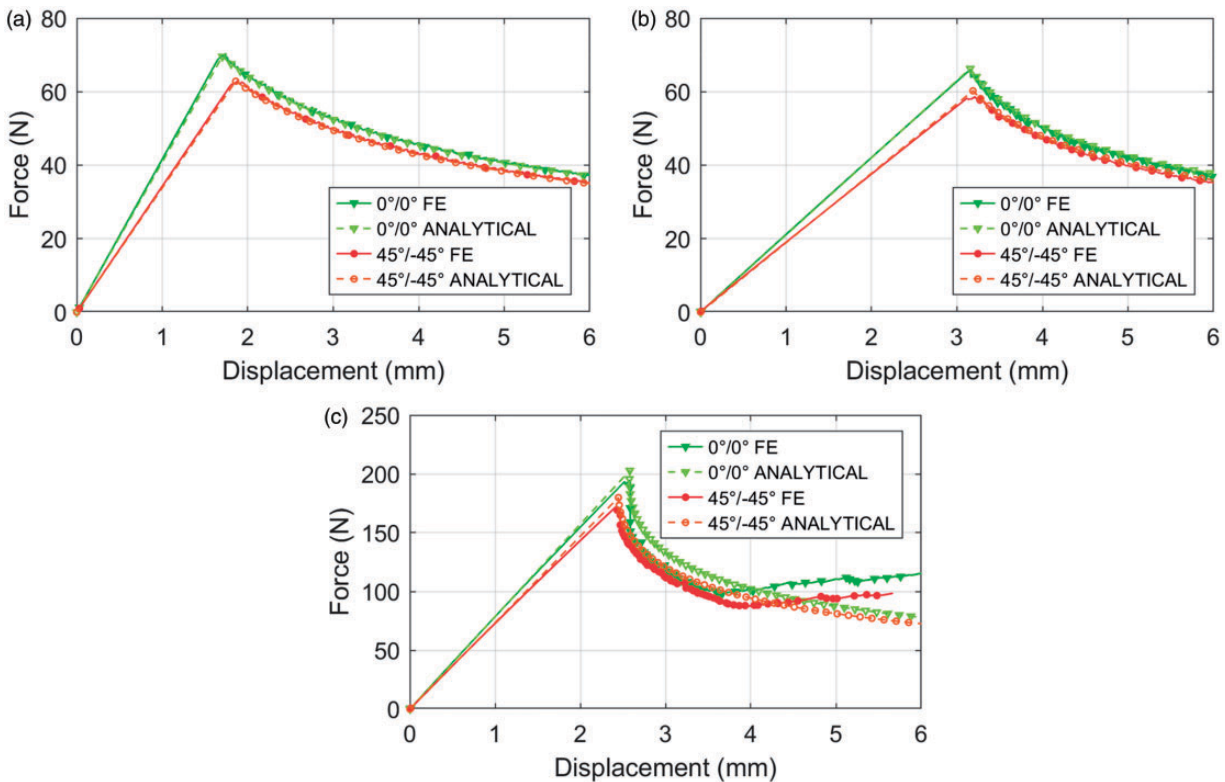 (a)
80
60
40
20
0
Force (N)
0°/0° FE
0°/0° ANALYTICAL
45°/-45° FE
45°/-45° ANALYTICAL
0 1 2 3 4 5 6
Displacement (mm)
(b)
80
60
40
20
0
Force (N)
0°/0° FE
0°/0° ANALYTICAL
45°/-45° FE
45°/-45° ANALYTICAL
0 1 2 3 4 5 6
Displacement (mm)
(c)
250
200
150
100
50
0
Force (N)
0°/0° FE
0°/0° ANALYTICAL
45°/-45° FE
45°/-45° ANALYTICAL
0 1 2 3 4 5 6
Displacement (mm)